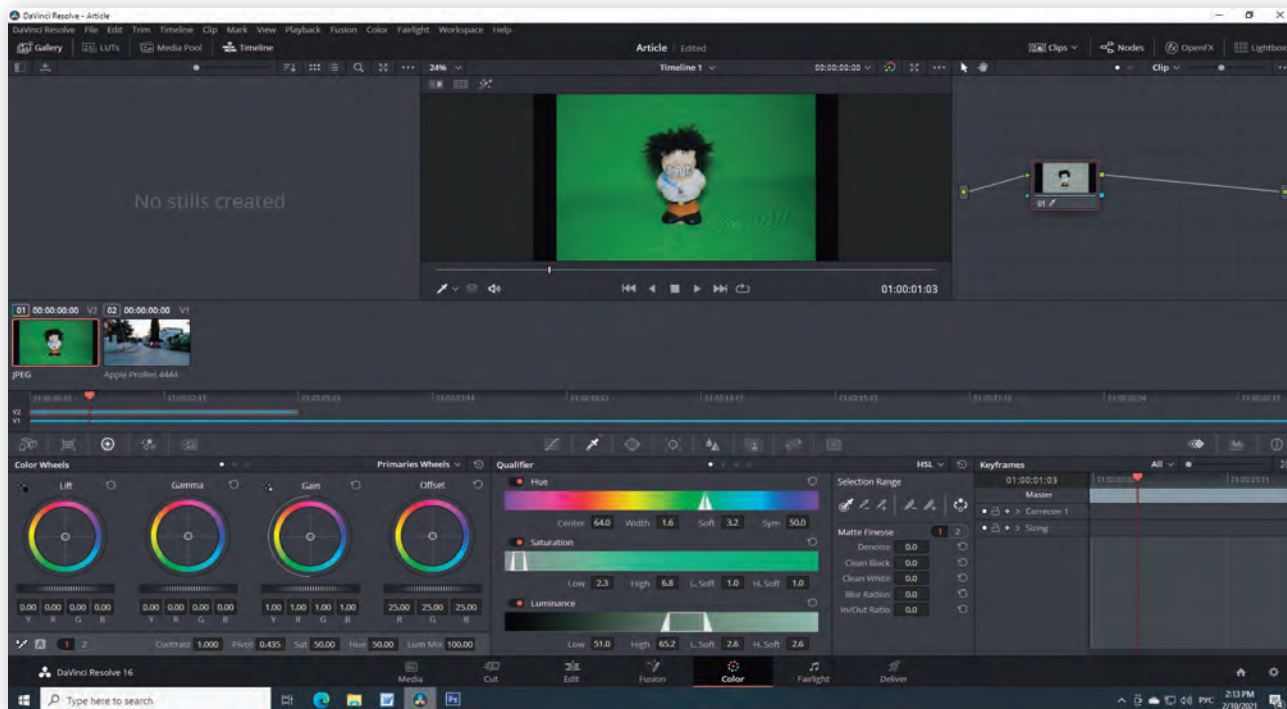 DaVinci Resolve - Article
DaVinci Resolve File Edit Trim Timeline Clip Mark View Playback Fusion Color Fairlight Workspace Help
Gallery LUTs Media Pool Timeline Article Edited Clips Nodes OpenFX Lightbox
24% Timeline 1 00:00:00:00 Clip
No stills created
01
01:00:01:03
01 00:00:00:00 V2 02 00:00:00:00 V1
JPEG Apple ProRes 4444
V2
V1
Color Wheels Primaries Wheels Qualifier HSL Keyframes All
Lift Gamma Gain Offset Hue Selection Range 01:00:01:03
Master
Center 64.0 Width 1.6 Soft 3.2 Sym 50.0 Corrector 1
Saturation Matte Finesse 1 2 Sizing
Denoise 0.0
Low 2.3 High 6.8 L. Soft 1.0 H. Soft 1.0 Clean Black 0.0
Clean White 0.0
0.00 0.00 0.00 0.00 0.00 0.00 0.00 0.00 1.00 1.00 1.00 1.00 25.00 25.00 25.00 Luminance Blur Radius 0.0
Y R G B Y R G B Y R G B R G B In/Out Ratio 0.0
1 2 Contrast 1.000 Pivot 0.435 Sat 50.00 Hue 50.00 Lum Mix 100.00 Low 51.0 High 65.2 L. Soft 2.6 H. Soft 2.6
DaVinci Resolve 16 Media Cut Edit Fusion Color Fairlight Deliver
Type here to search Ps РУС 2:13 PM
2/10/2021